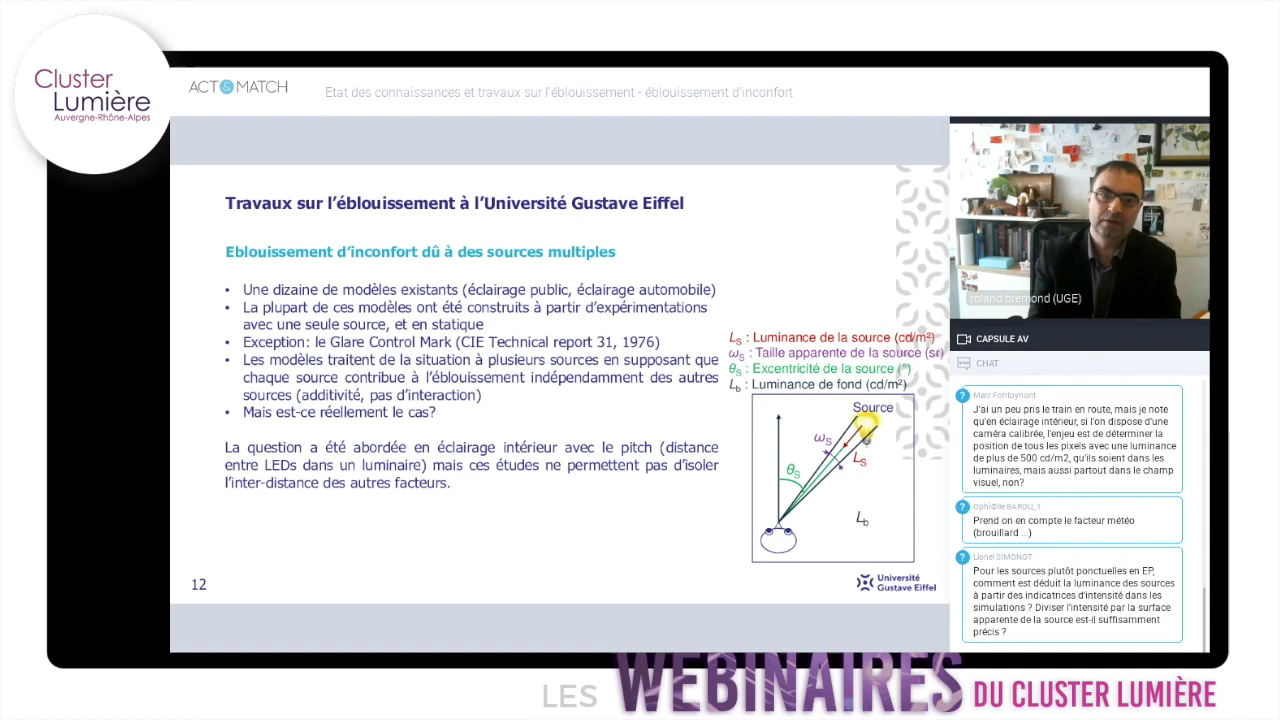 Cluster
Lumière
Auvergne-Rhône-Alpes
ACT & MATCH
Etat des connaissances et travaux sur l'éblouissement - éblouissement d'inconfort
Travaux sur l'éblouissement à l'Université Gustave Eiffel
Eblouissement d'inconfort dû à des sources multiples
• Une dizaine de modèles existants (éclairage public, éclairage automobile)
• La plupart de ces modèles ont été construits à partir d'expérimentations
avec une seule source, et en statique
• Exception: le Glare Control Mark (CIE Technical report 31, 1976)
• Les modèles traitent de la situation à plusieurs sources en supposant que
chaque source contribue à l'éblouissement indépendamment des autres
sources (additivité, pas d'interaction)
• Mais est-ce réellement le cas?
La question a été abordée en éclairage intérieur avec le pitch (distance
entre LEDs dans un luminaire) mais ces études ne permettent pas d'isoler
l'inter-distance des autres facteurs.
LS : Luminance de la source (cd/m²)
ωS : Taille apparente de la source (sr)
θS : Excentricité de la source (°)
Lb : Luminance de fond (cd/m²)
Source
ωS
LS
θS
Lb
12
Université
Gustave Eiffel
roland bremond (UGE)
CAPSULE AV
CHAT
? Marc Fontoynont
J'ai un peu pris le train en route, mais je note
qu'en éclairage intérieur, si l'on dispose d'une
caméra calibrée, l'enjeu est de déterminer la
position de tous les pixels avec une luminance
de plus de 500 cd/m2, qu'ils soient dans les
luminaires, mais aussi partout dans le champ
visuel, non?
? Ophi©lie BAROU_1
Prend on en compte le facteur météo
(brouillard ...)
? Lionel SIMONOT
Pour les sources plutôt ponctuelles en EP,
comment est déduit la luminance des sources
à partir des indicatrices d'intensité dans les
simulations ? Diviser l'intensité par la surface
apparente de la source est-il suffisamment
précis ?
LES WEBINAIRES DU CLUSTER LUMIÈRE